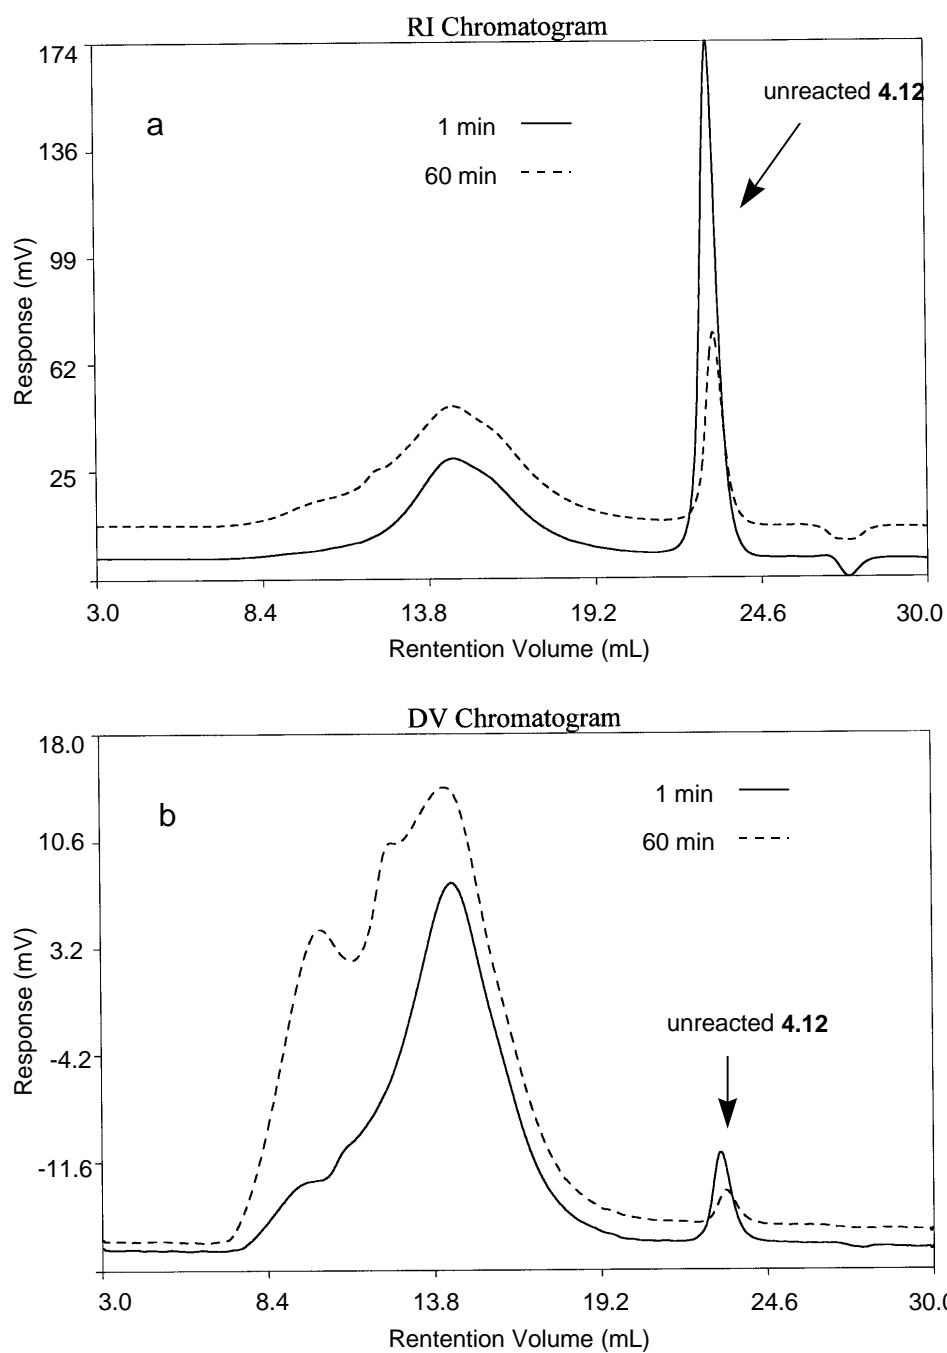 RI Chromatogram
174
136
99
62
25
Response (mV)
a
1 min
60 min
unreacted 4.12
3.0 8.4 13.8 19.2 24.6 30.0
Rentention Volume (mL)
DV Chromatogram
18.0
10.6
3.2
-4.2
-11.6
Response (mV)
b
1 min
60 min
unreacted 4.12
3.0 8.4 13.8 19.2 24.6 30.0
Rentention Volume (mL)